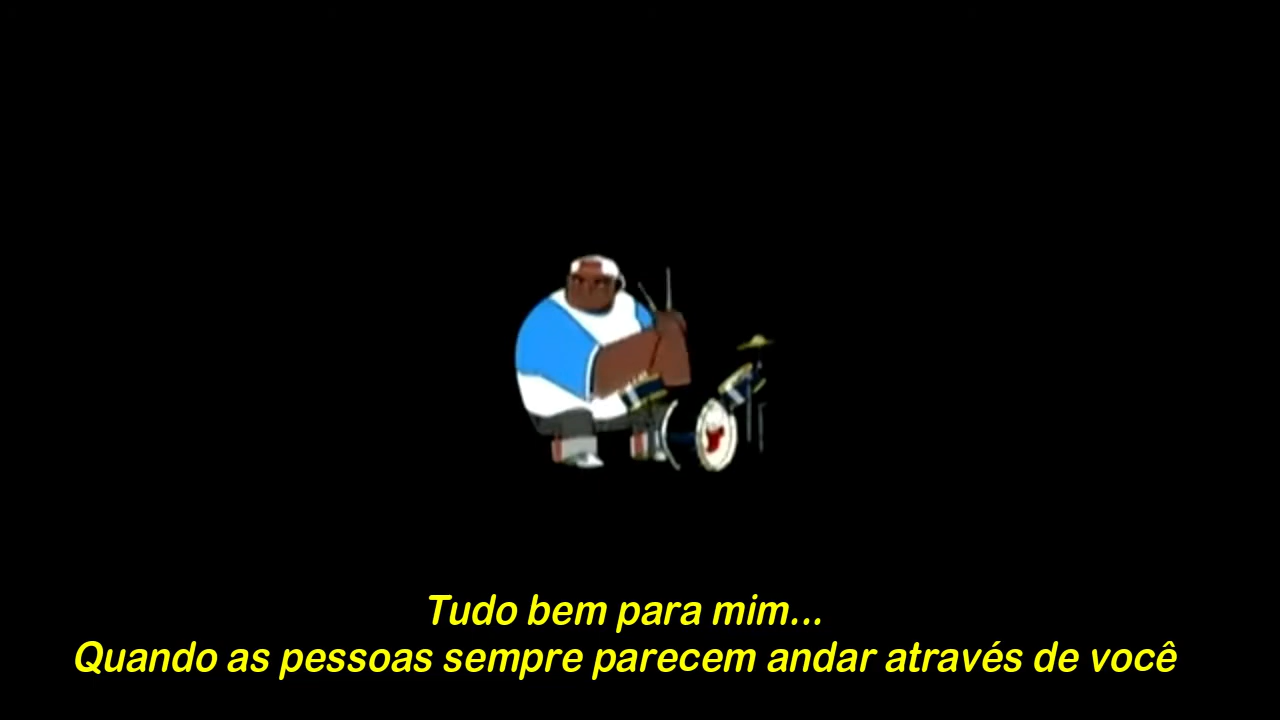 Tudo bem para mim...
Quando as pessoas sempre parecem andar através de você